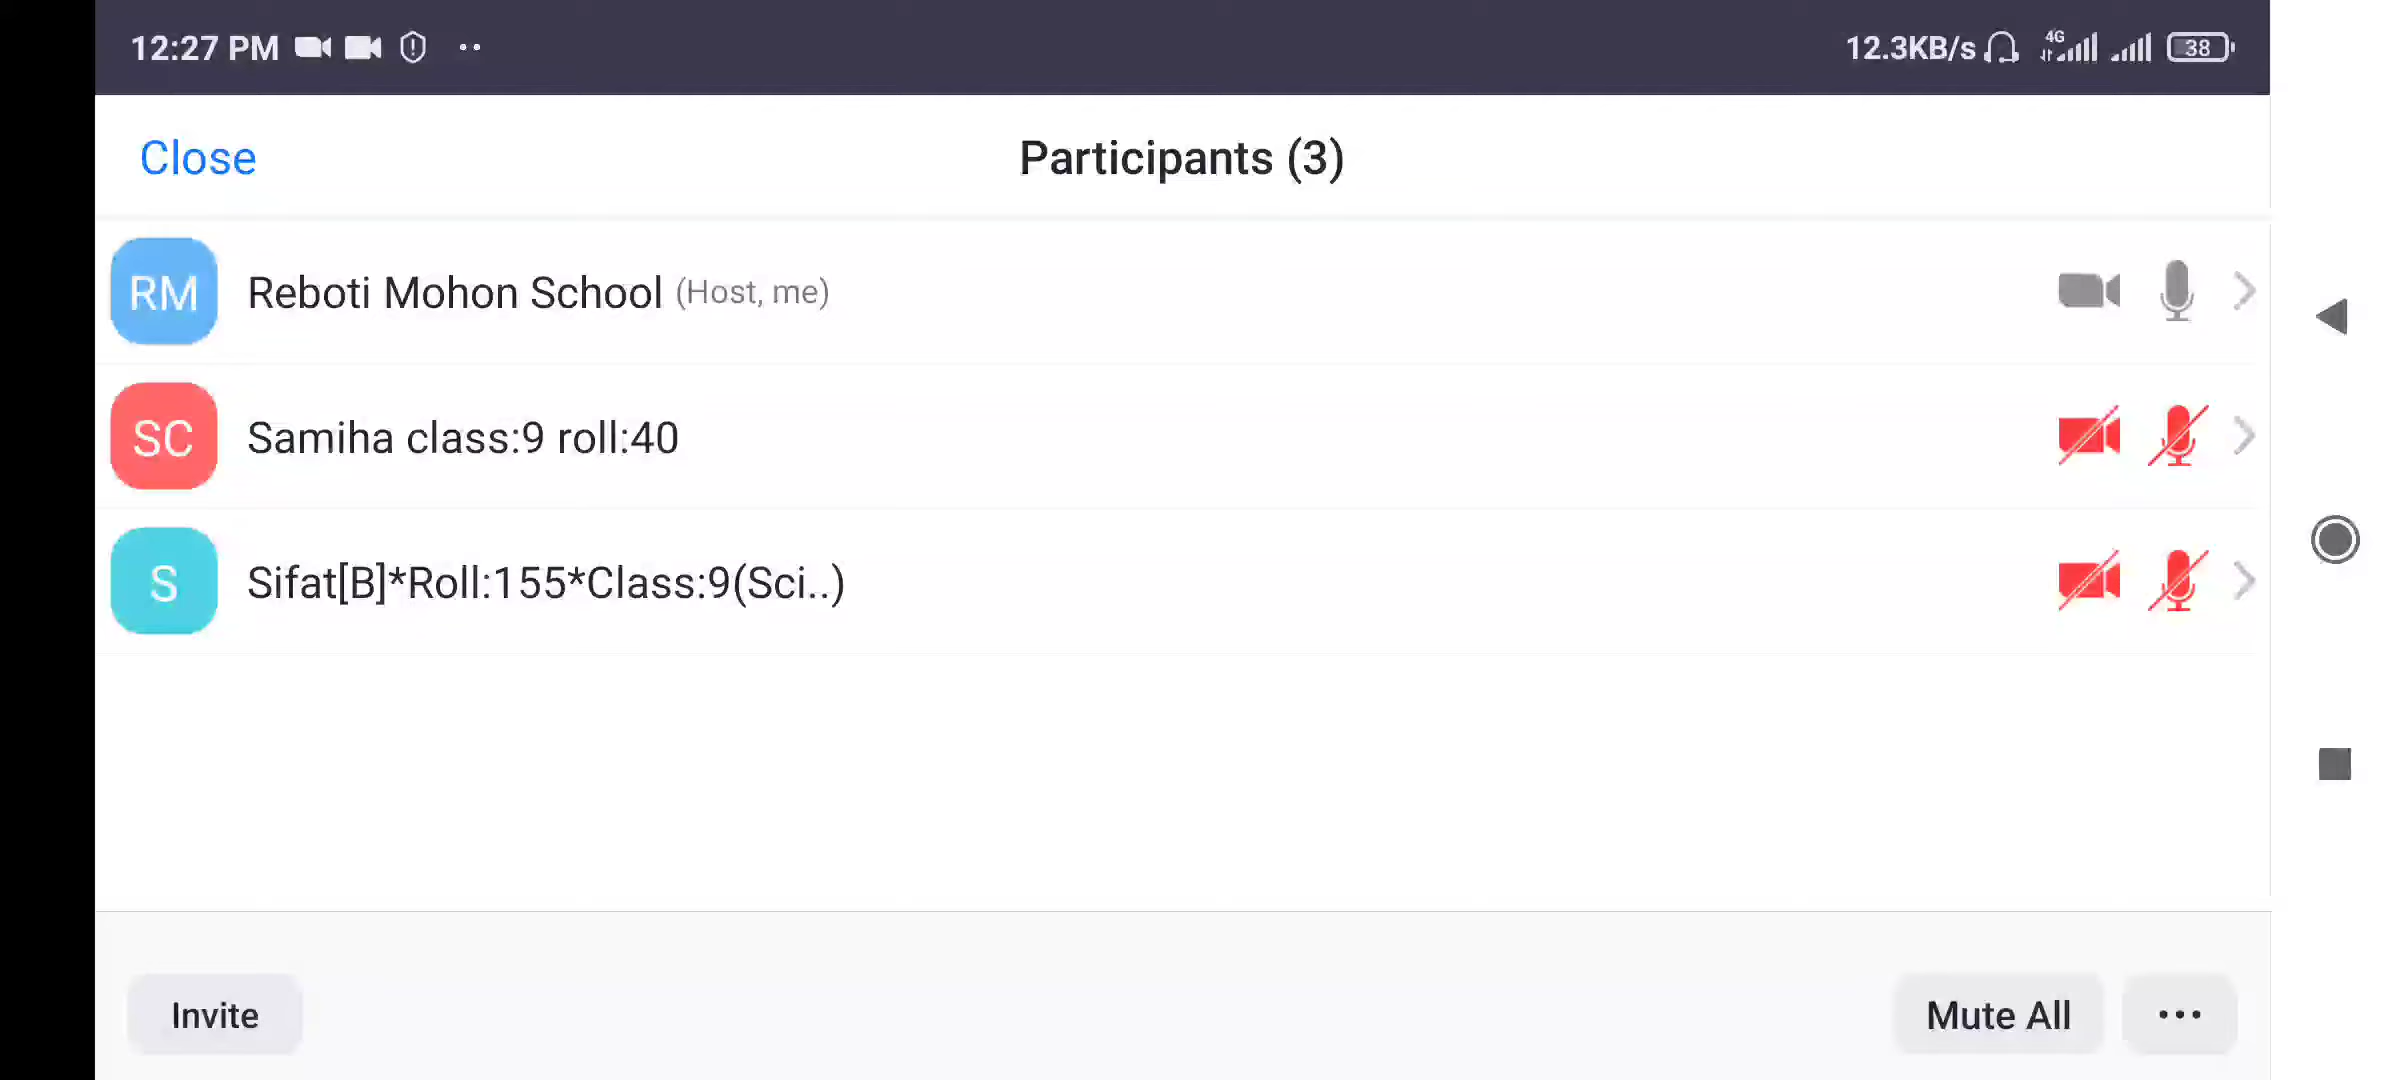 12:27 PM 12.3KB/s 4G 38
Close Participants (3)
RM Reboti Mohon School (Host, me)
SC Samiha class:9 roll:40
S Sifat[B]*Roll:155*Class:9(Sci..)
Invite Mute All